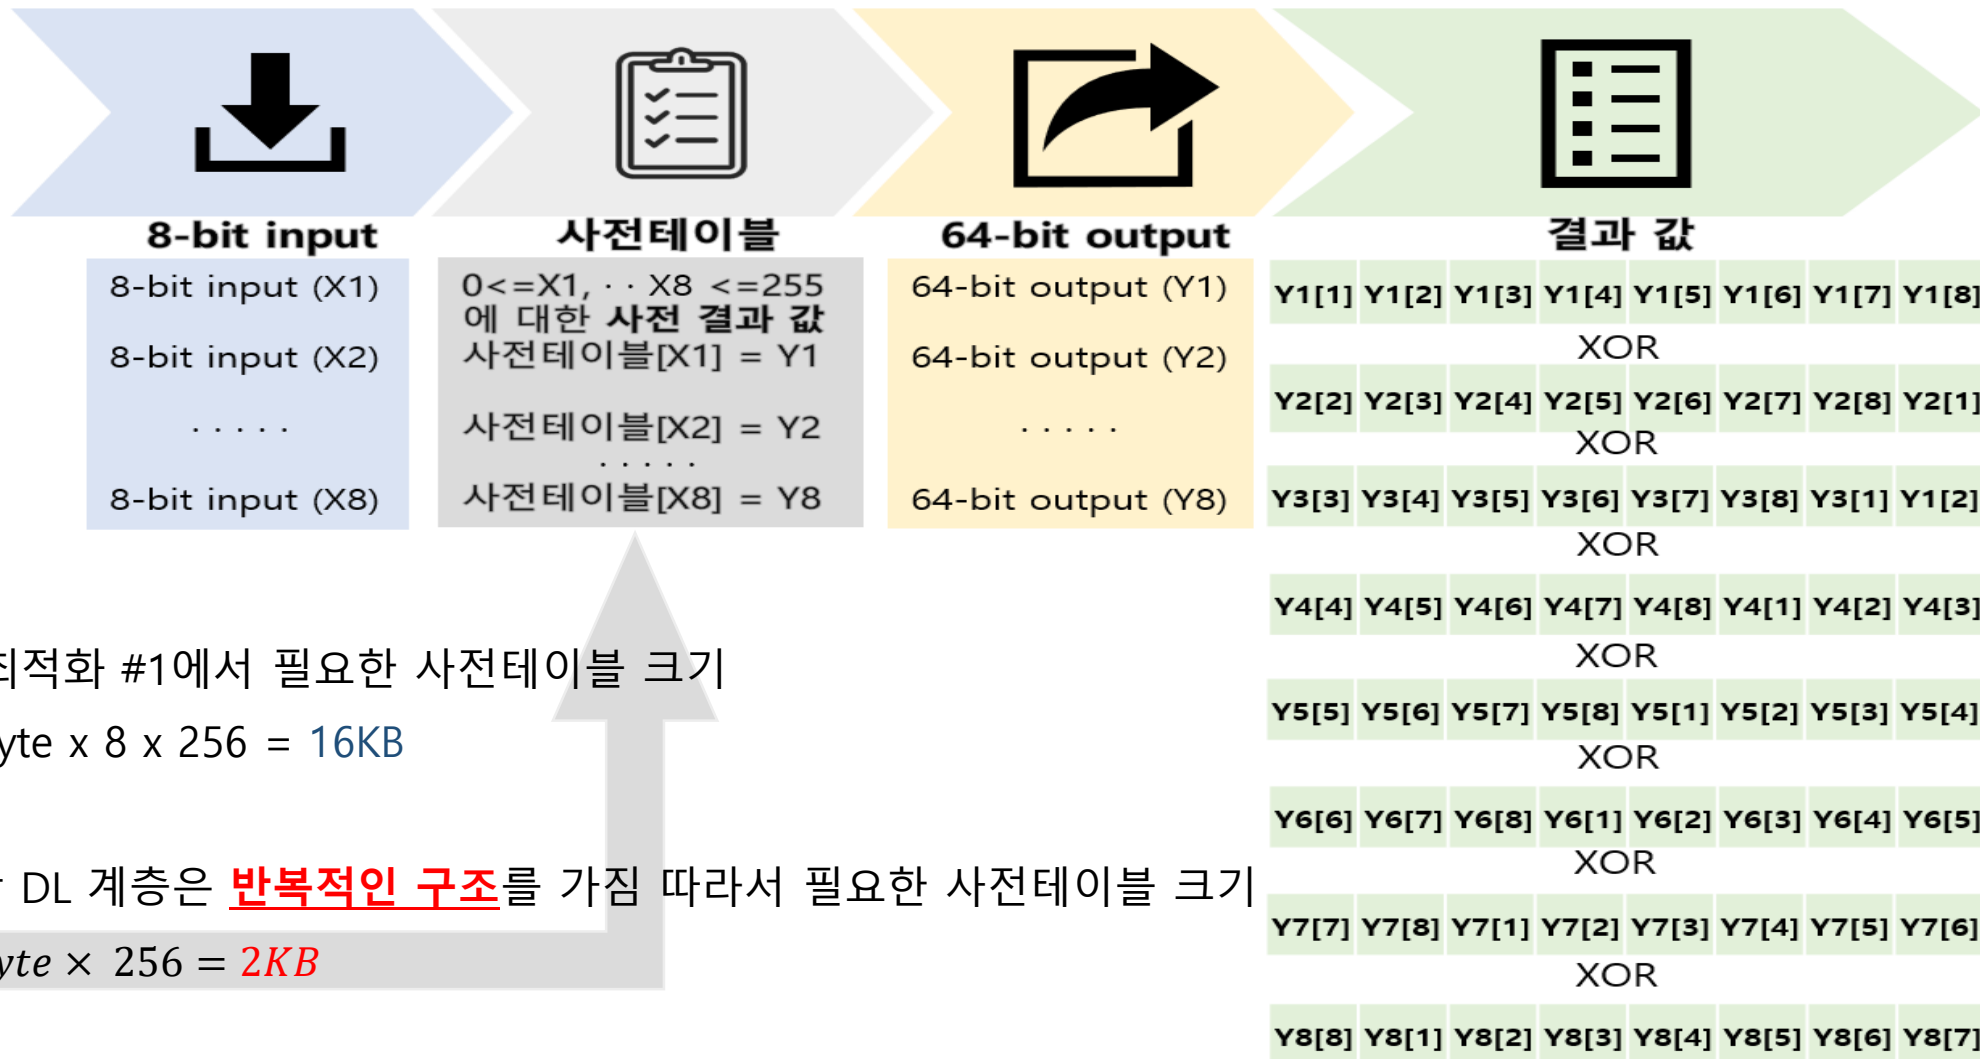 8-bit input
8-bit input (X1)
8-bit input (X2)
· · · · ·
8-bit input (X8)
사전테이블
0<=X1, · · X8 <=255
에 대한 사전 결과 값
사전테이블[X1] = Y1
사전테이블[X2] = Y2
· · · · ·
사전테이블[X8] = Y8
64-bit output
64-bit output (Y1)
64-bit output (Y2)
· · · · ·
64-bit output (Y8)
결과 값
Y1[1] Y1[2] Y1[3] Y1[4] Y1[5] Y1[6] Y1[7] Y1[8]
XOR
Y2[2] Y2[3] Y2[4] Y2[5] Y2[6] Y2[7] Y2[8] Y2[1]
XOR
Y3[3] Y3[4] Y3[5] Y3[6] Y3[7] Y3[8] Y3[1] Y1[2]
XOR
Y4[4] Y4[5] Y4[6] Y4[7] Y4[8] Y4[1] Y4[2] Y4[3]
XOR
Y5[5] Y5[6] Y5[7] Y5[8] Y5[1] Y5[2] Y5[3] Y5[4]
XOR
Y6[6] Y6[7] Y6[8] Y6[1] Y6[2] Y6[3] Y6[4] Y6[5]
XOR
Y7[7] Y7[8] Y7[1] Y7[2] Y7[3] Y7[4] Y7[5] Y7[6]
XOR
Y8[8] Y8[1] Y8[2] Y8[3] Y8[4] Y8[5] Y8[6] Y8[7]
최적화 #1에서 필요한 사전테이블 크기
yte x 8 x 256 = 16KB
DL 계층은 반복적인 구조를 가짐 따라서 필요한 사전테이블 크기
yte × 256 = 2KB